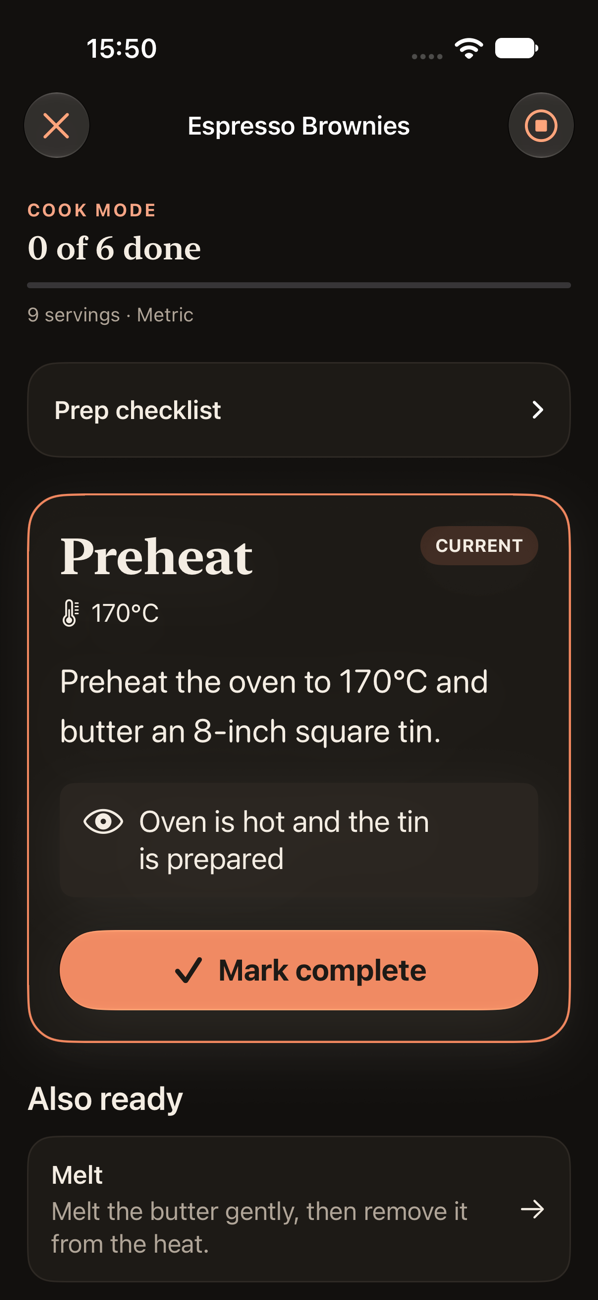 15:50
Espresso Brownies
COOK MODE
0 of 6 done
9 servings · Metric
Prep checklist
Preheat
CURRENT
170°C
Preheat the oven to 170°C and
butter an 8-inch square tin.
Oven is hot and the tin
is prepared
Mark complete
Also ready
Melt
Melt the butter gently, then remove it
from the heat.